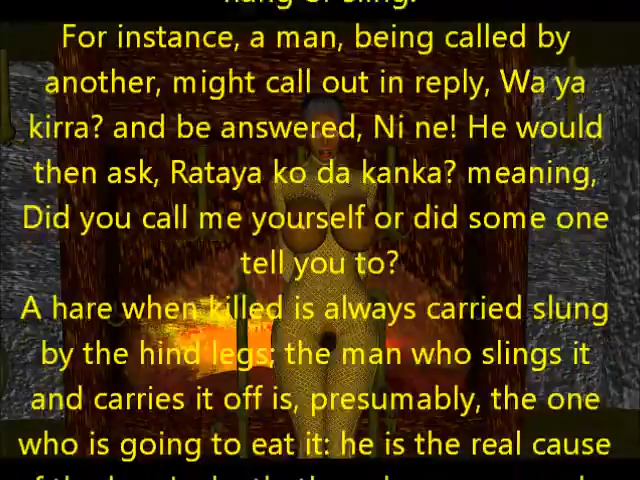 hang or sling.
For instance, a man, being called by
another, might call out in reply, Wa ya
kirra? and be answered, Ni ne! He would
then ask, Rataya ko da kanka? meaning,
Did you call me yourself or did some one
tell you to?
A hare when killed is always carried slung
by the hind legs; the man who slings it
and carries it off is, presumably, the one
who is going to eat it: he is the real cause